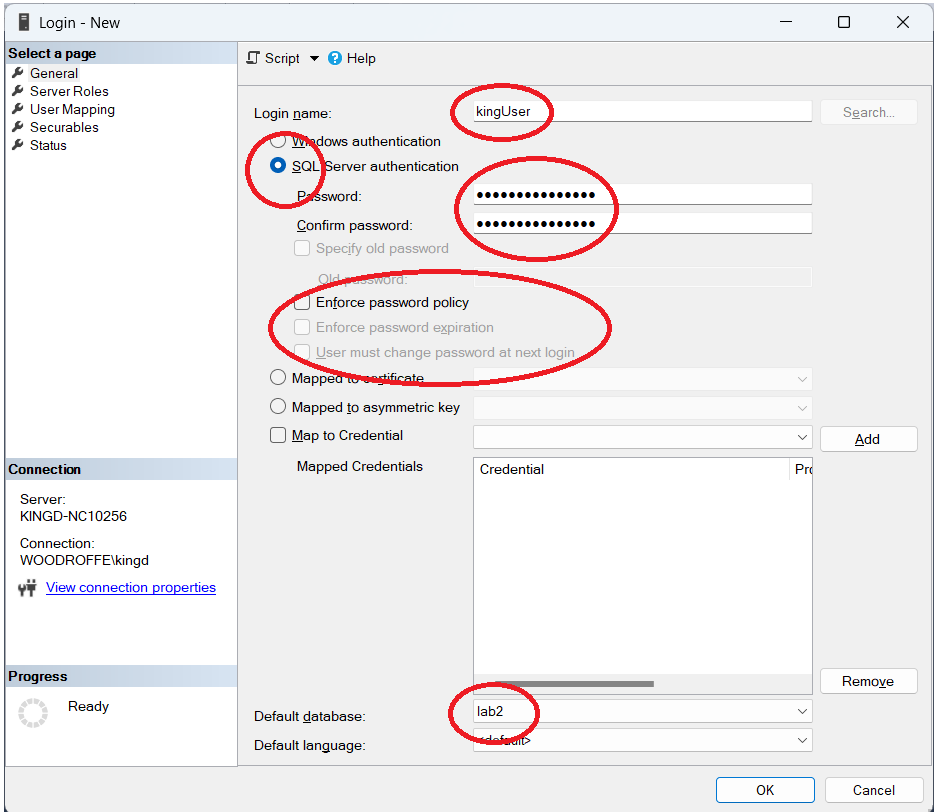 Login - New
Select a page
General
Server Roles
User Mapping
Securables
Status
Script
Help
Login name:
kingUser
Search...
Windows authentication
SQL Server authentication
Password:
●●●●●●●●●●●●●●●
Confirm password:
●●●●●●●●●●●●●●●
Specify old password
Old password:
Enforce password policy
Enforce password expiration
User must change password at next login
Mapped to certificate
Mapped to asymmetric key
Map to Credential
Add
Mapped Credentials
Credential
Pro
Connection
Server:
KINGD-NC10256
Connection:
WOODROFFE\kingd
View connection properties
Progress
Ready
Remove
Default database:
lab2
Default language:
<default>
OK
Cancel